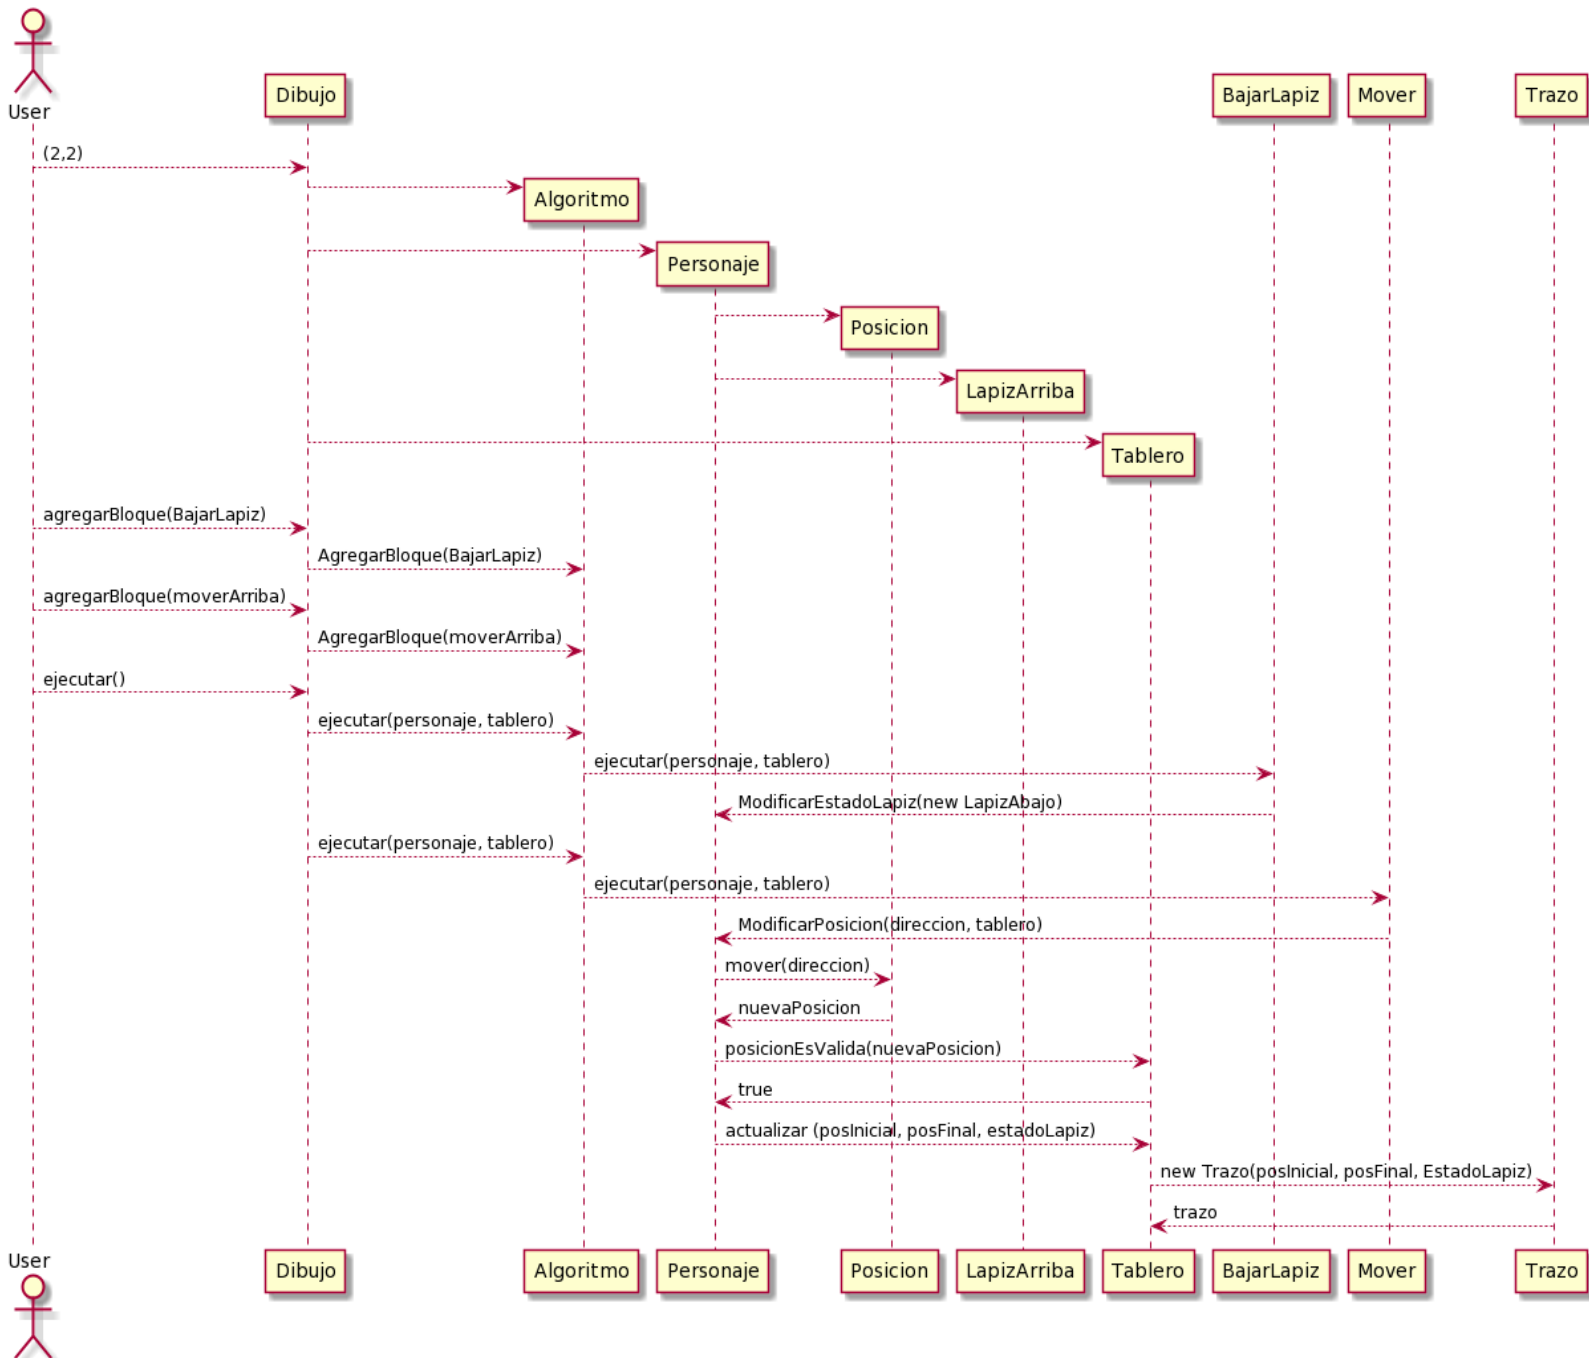 User
Dibujo
BajarLapiz
Mover
Trazo
(2,2)
Algoritmo
Personaje
Posicion
LapizArriba
Tablero
agregarBloque(BajarLapiz)
AgregarBloque(BajarLapiz)
agregarBloque(moverArriba)
AgregarBloque(moverArriba)
ejecutar()
ejecutar(personaje, tablero)
ejecutar(personaje, tablero)
ModificarEstadoLapiz(new LapizAbajo)
ejecutar(personaje, tablero)
ejecutar(personaje, tablero)
ModificarPosicion(direccion, tablero)
mover(direccion)
nuevaPosicion
posicionEsValida(nuevaPosicion)
true
actualizar (posInicial, posFinal, estadoLapiz)
new Trazo(posInicial, posFinal, EstadoLapiz)
trazo
User
Dibujo
Algoritmo
Personaje
Posicion
LapizArriba
Tablero
BajarLapiz
Mover
Trazo